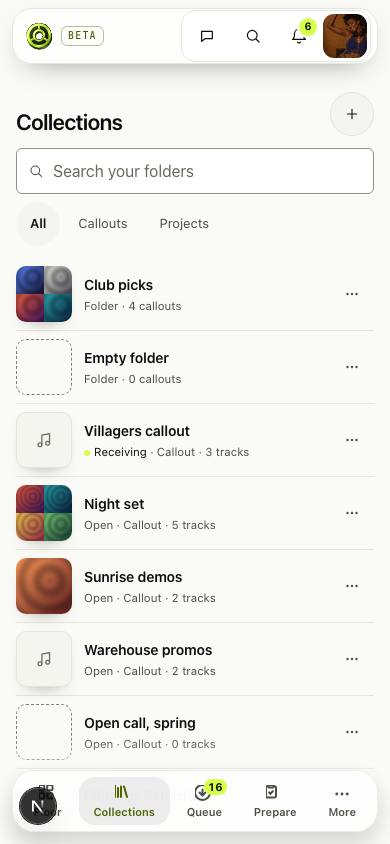 BETA
6
Collections
Search your folders
All
Callouts
Projects
Club picks
Folder · 4 callouts
Empty folder
Folder · 0 callouts
Villagers callout
Receiving · Callout · 3 tracks
Night set
Open · Callout · 5 tracks
Sunrise demos
Open · Callout · 2 tracks
Warehouse promos
Open · Callout · 2 tracks
Open call, spring
Open · Callout · 0 tracks
16
N
Collections
Queue
Prepare
More